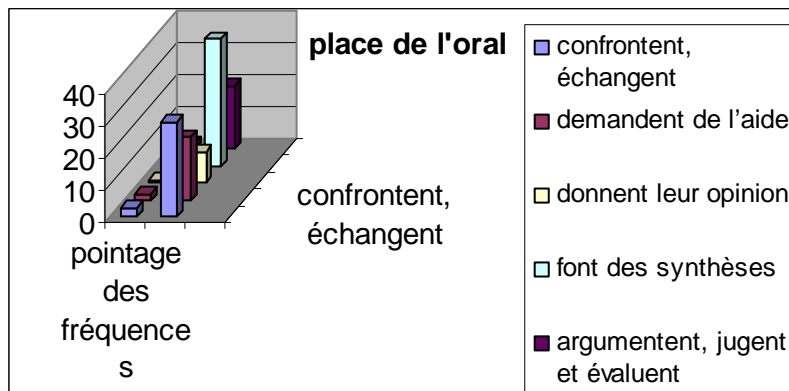 place de l'oral
40
30
20
10
0
pointage
des
fréquence
s
confrontent,
échangent
confrontent,
échangent
demandent de l’aide
donnent leur opinion
font des synthèses
argumentent, jugent
et évaluent